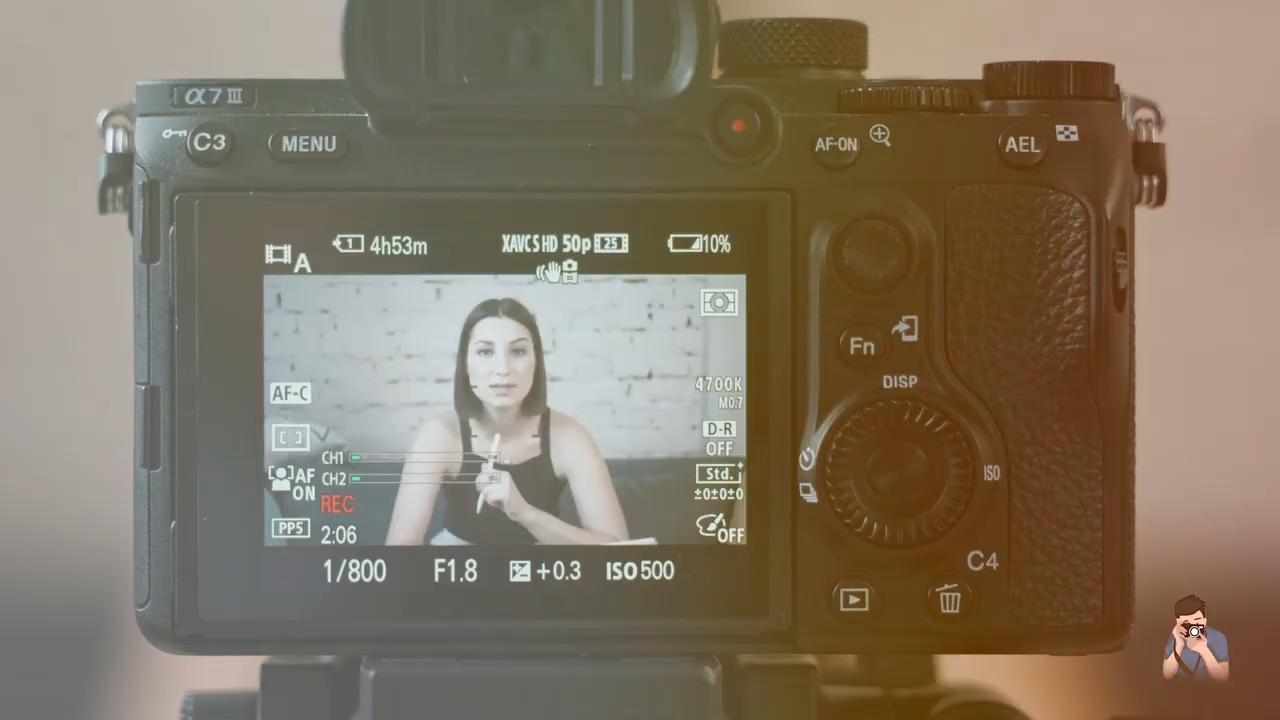 α7III
C3
MENU
AF-ON
AEL
1 4h53m
XAVC S HD 50p 25
10%
A
AF-C
4700K
M0.7
D-R
OFF
CH1
CH2
AF
ON
REC
Std.
±0±0±0
PP5
2:06
OFF
1/800
F1.8
+0.3
ISO 500
Fn
DISP
ISO
C4